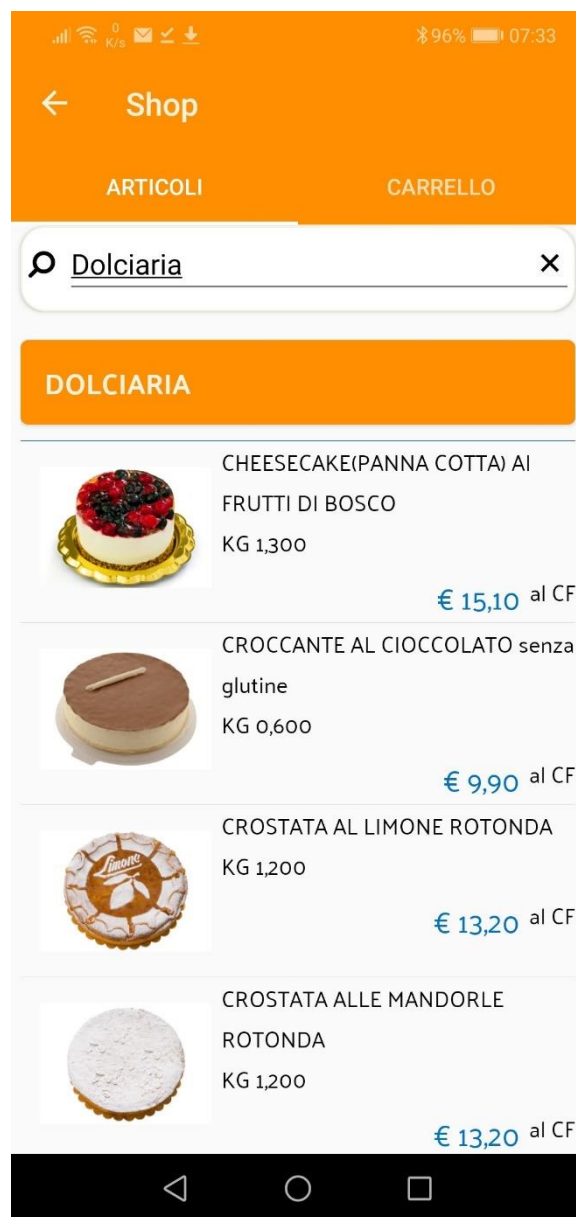 0
K/s
96% 07:33
Shop
ARTICOLI CARRELLO
Dolciaria
DOLCIARIA
CHEESECAKE(PANNA COTTA) AI
FRUTTI DI BOSCO
KG 1,300
€ 15,10 al CF
CROCCANTE AL CIOCCOLATO senza
glutine
KG 0,600
€ 9,90 al CF
CROSTATA AL LIMONE ROTONDA
Limone
KG 1,200
€ 13,20 al CF
CROSTATA ALLE MANDORLE
ROTONDA
KG 1,200
€ 13,20 al CF